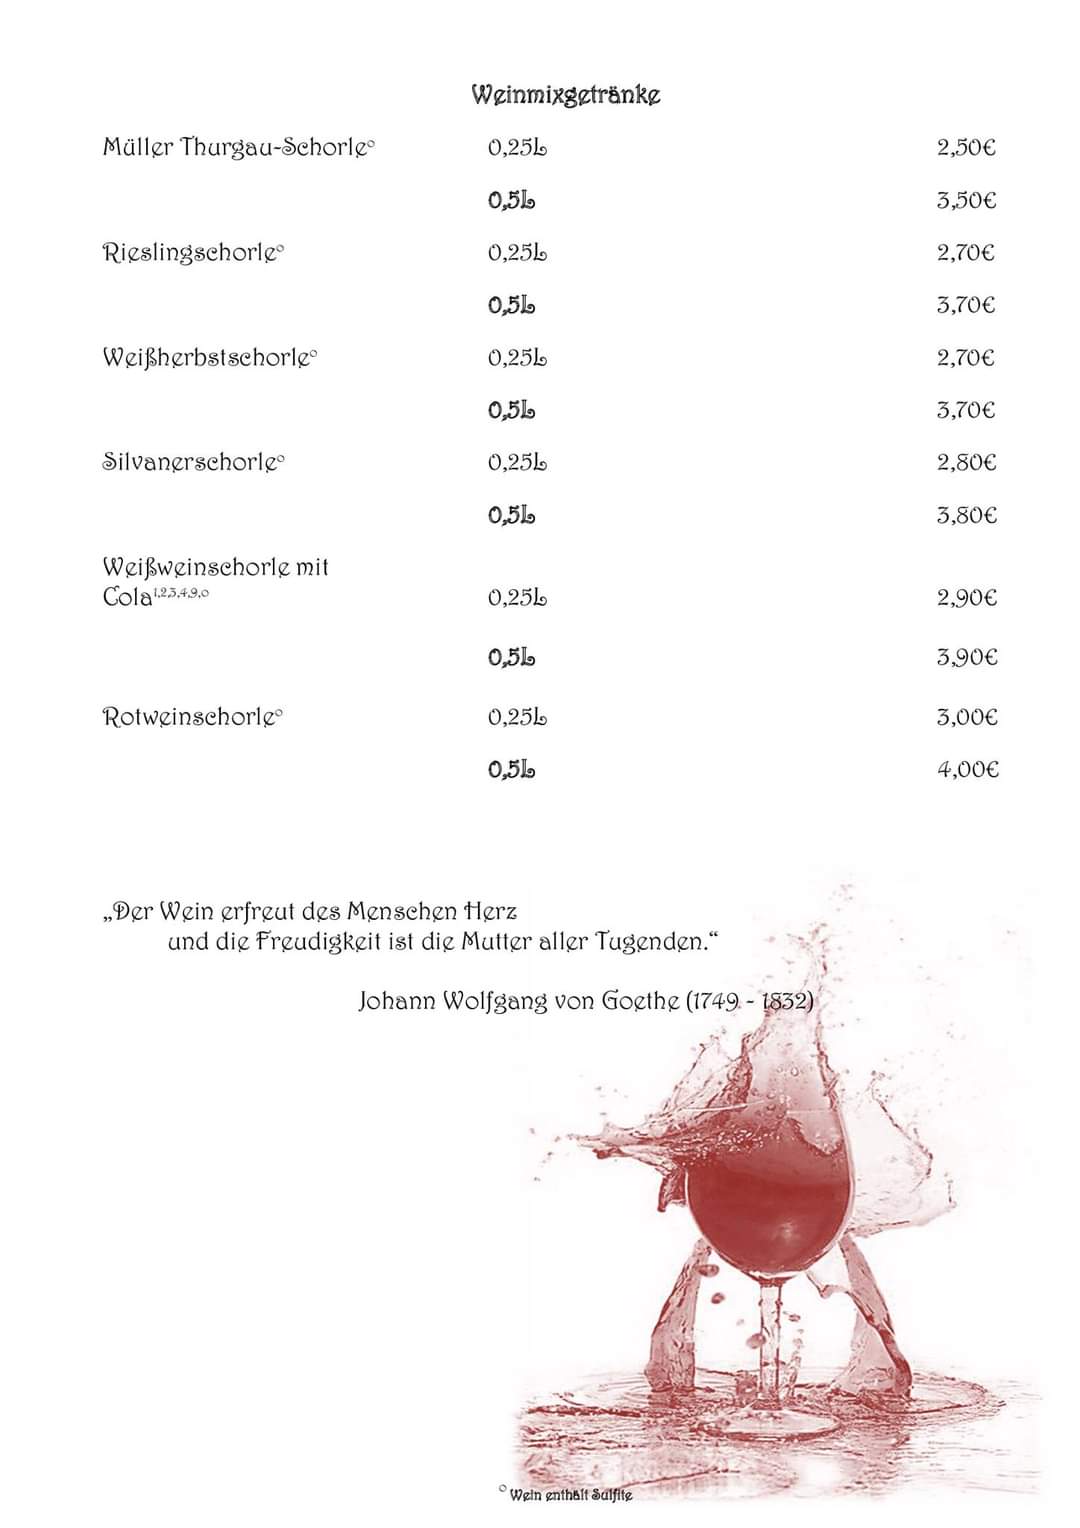 Weinmixgetränke
Müller Thurgau-Schorle° 0,25L 2,50€
0,5L 3,50€
Rieslingschorle° 0,25L 2,70€
0,5L 3,70€
Weißherbstschorle° 0,25L 2,70€
0,5L 3,70€
Silvanerschorle° 0,25L 2,80€
0,5L 3,80€
Weißweinschorle mit
Cola¹,²,³,⁴,⁹,⁰ 0,25L 2,90€
0,5L 3,90€
Rotweinschorle° 0,25L 3,00€
0,5L 4,00€
„Der Wein erfreut des Menschen Herz
und die Freudigkeit ist die Mutter aller Tugenden.“
Johann Wolfgang von Goethe (1749 - 1832)
° Wein enthält Sulfite